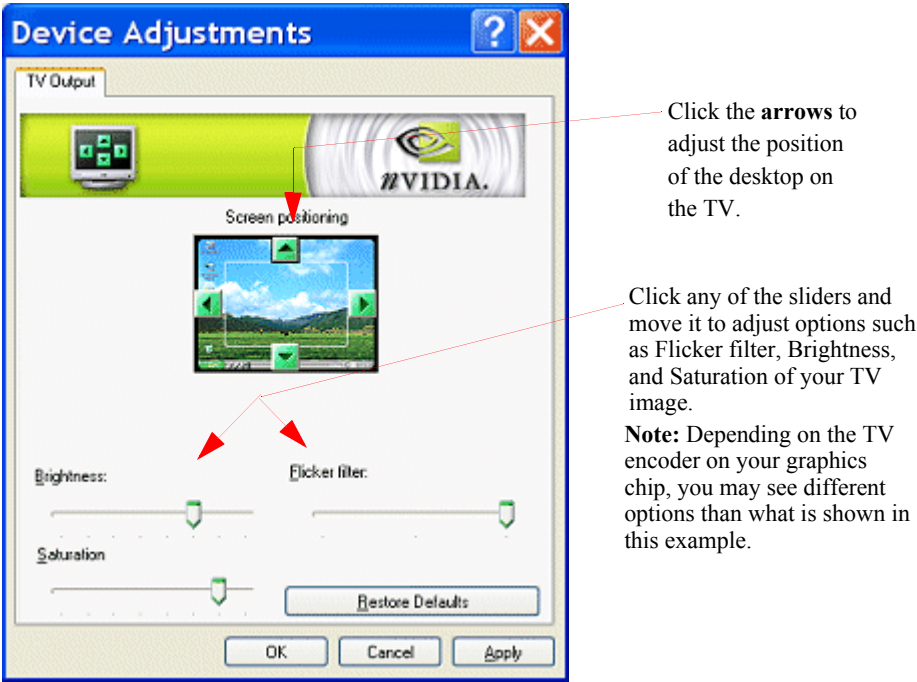 Device Adjustments
TV Output
nVIDIA.
Screen positioning
Brightness:
Flicker filter:
Saturation
Restore Defaults
OK
Cancel
Apply
Click the arrows to
adjust the position
of the desktop on
the TV.
Click any of the sliders and
move it to adjust options such
as Flicker filter, Brightness,
and Saturation of your TV
image.
Note: Depending on the TV
encoder on your graphics
chip, you may see different
options than what is shown in
this example.